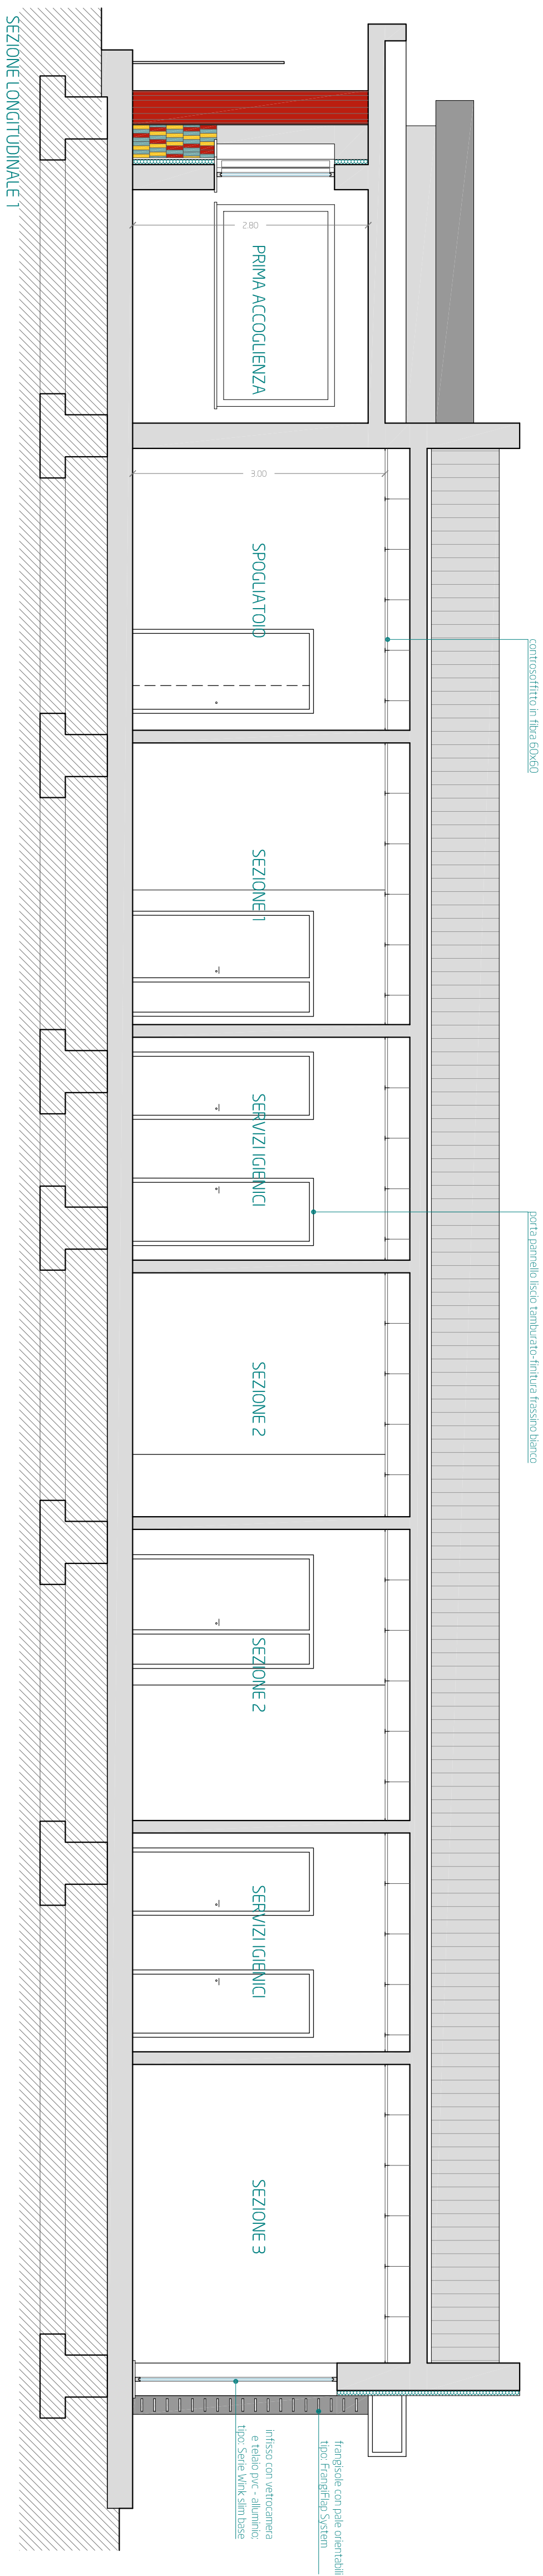 SEZIONE LONGITUDINALE 1
controsoffitto in fibra 60x60
porta pannello liscio tamburato-finitura frassino bianco
PRIMA ACCOGLIENZA
2.80
SPOGLIATOIO
3.00
SEZIONE 1
SERVIZI IGIENICI
SEZIONE 2
SEZIONE 2
SERVIZI IGIENICI
SEZIONE 3
frangisole con pale orientabili
tipo: FrangiFlap System
infisso con vetrocamera
e telaio pvc - alluminio;
tipo: Serie Wink slim base